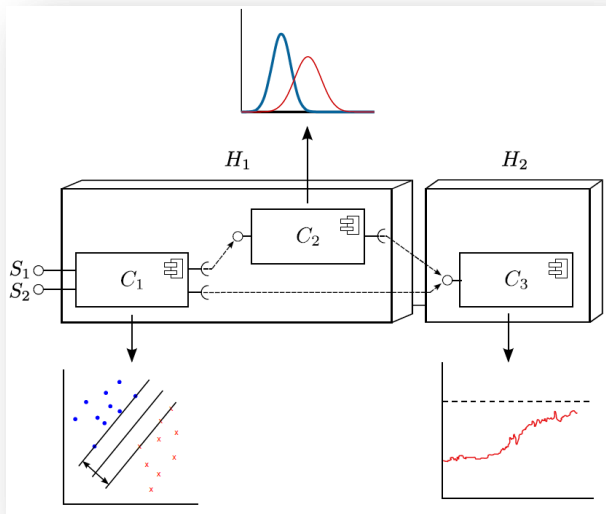 H₁
H₂
S₁
S₂
C₁
C₂
C₃